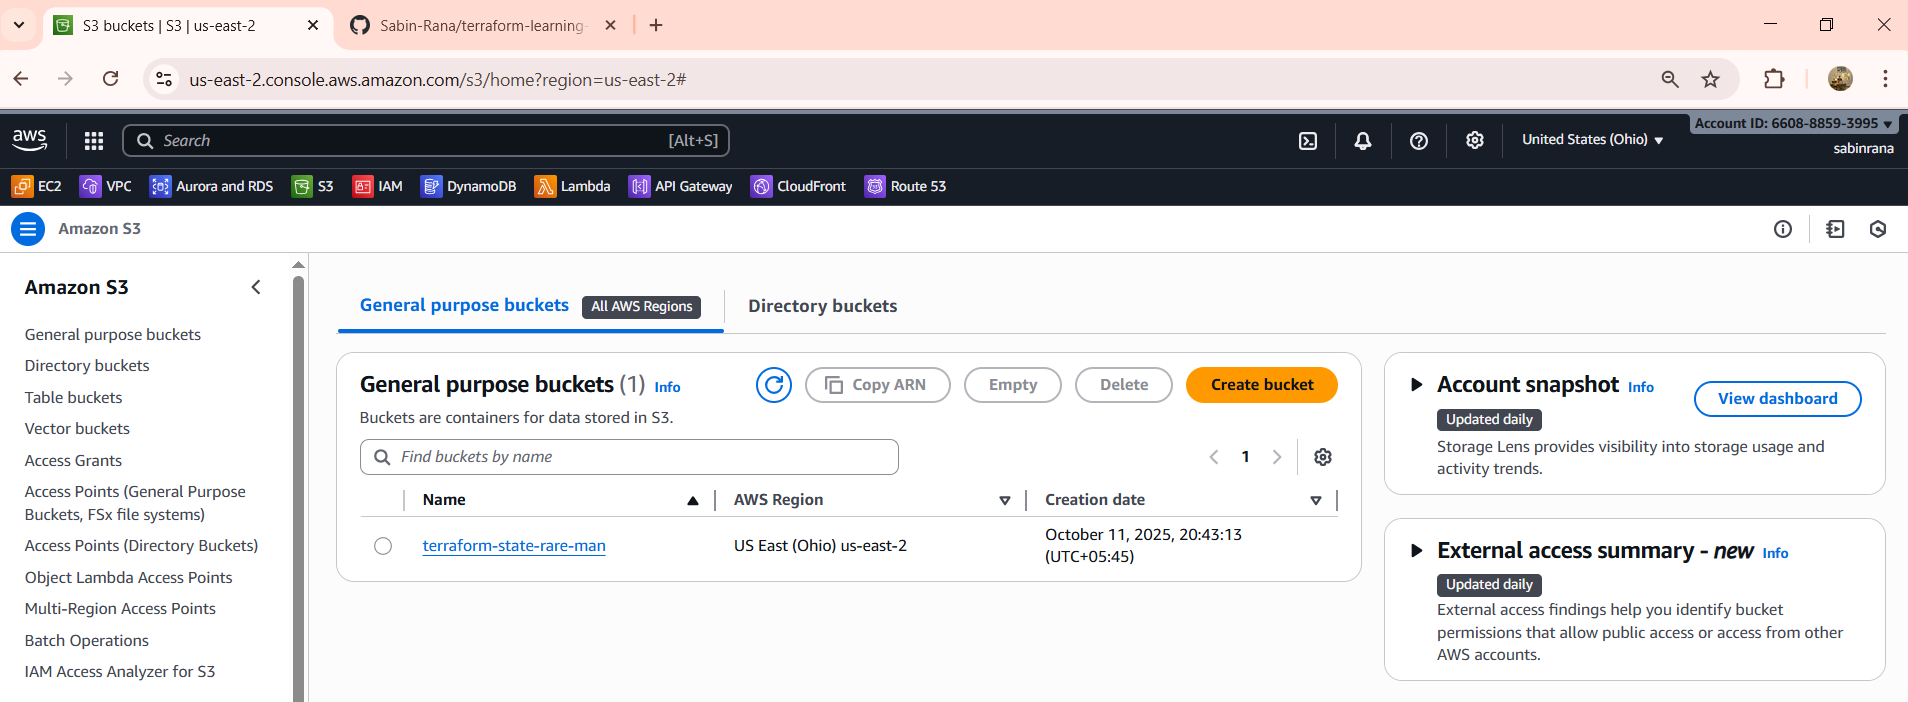 S3 buckets | S3 | us-east-2
Sabin-Rana/terraform-learning-
us-east-2.console.aws.amazon.com/s3/home?region=us-east-2#
aws
Search
[Alt+S]
United States (Ohio)
Account ID: 6608-8859-3995
sabinrana
EC2
VPC
Aurora and RDS
S3
IAM
DynamoDB
Lambda
API Gateway
CloudFront
Route 53
Amazon S3
Amazon S3
General purpose buckets
Directory buckets
Table buckets
Vector buckets
Access Grants
Access Points (General Purpose
Buckets, FSx file systems)
Access Points (Directory Buckets)
Object Lambda Access Points
Multi-Region Access Points
Batch Operations
IAM Access Analyzer for S3
General purpose buckets
All AWS Regions
Directory buckets
General purpose buckets (1) Info
Copy ARN
Empty
Delete
Create bucket
Buckets are containers for data stored in S3.
Find buckets by name
1
Name
AWS Region
Creation date
terraform-state-rare-man
US East (Ohio) us-east-2
October 11, 2025, 20:43:13
(UTC+05:45)
Account snapshot Info
View dashboard
Updated daily
Storage Lens provides visibility into storage usage and
activity trends.
External access summary - new Info
Updated daily
External access findings help you identify bucket
permissions that allow public access or access from other
AWS accounts.